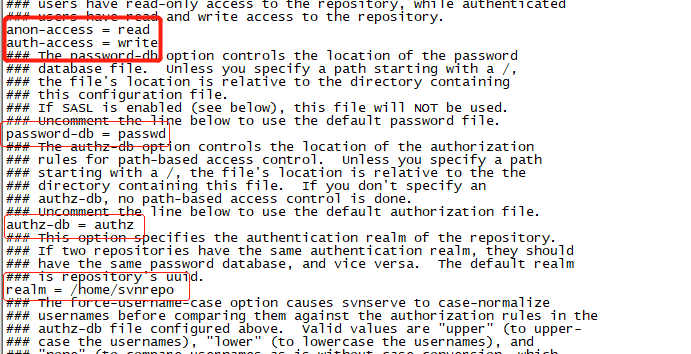 ### users have read-only access to the repository, while authenticated
### users have read and write access to the repository.
anon-access = read
auth-access = write
### The password-db option controls the location of the password
### database file.  Unless you specify a path starting with a /,
### the file's location is relative to the directory containing
### this configuration file.
### If SASL is enabled (see below), this file will NOT be used.
### Uncomment the line below to use the default password file.
password-db = passwd
### The authz-db option controls the location of the authorization
### rules for path-based access control.  Unless you specify a path
### starting with a /, the file's location is relative to the the
### directory containing this file.  If you don't specify an
### authz-db, no path-based access control is done.
### Uncomment the line below to use the default authorization file.
authz-db = authz
### This option specifies the authentication realm of the repository.
### If two repositories have the same authentication realm, they should
### have the same password database, and vice versa.  The default realm
### is repository's uuid.
realm = /home/svnrepo
### The force-username-case option causes svnserve to case-normalize
### usernames before comparing them against the authorization rules in the
### authz-db file configured above.  Valid values are "upper" (to upper-
### case the usernames), "lower" (to lowercase the usernames), and
### "none" (to compare usernames as-is without case conversion, which